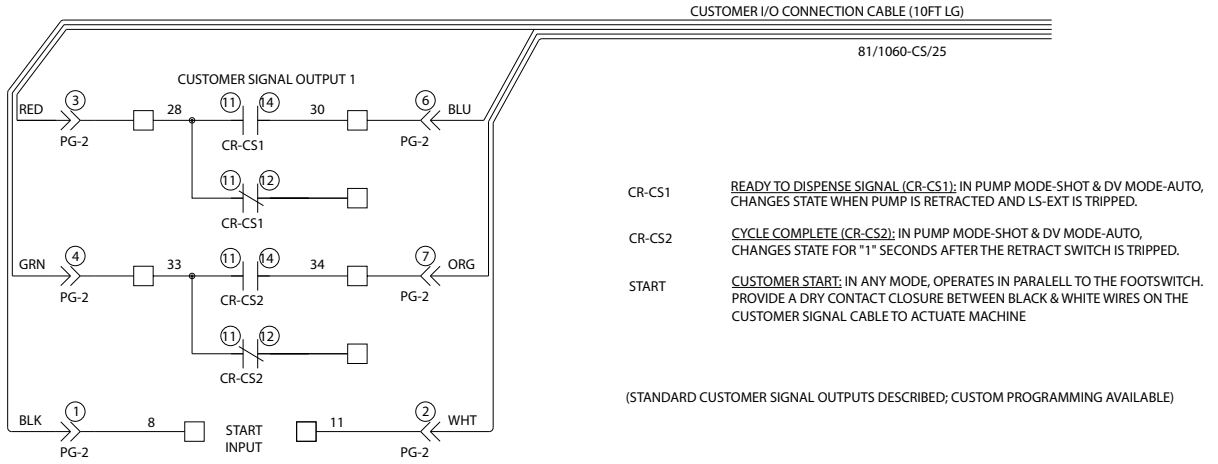 CUSTOMER I/O CONNECTION CABLE (10FT LG)
81/1060-CS/25
CUSTOMER SIGNAL OUTPUT 1
RED 3 28 11 14 30 6 BLU
PG-2 CR-CS1 PG-2
11 12
CR-CS1
GRN 4 33 11 14 34 7 ORG
PG-2 CR-CS2 PG-2
11 12
CR-CS2
BLK 1 8 START 11 2 WHT
INPUT
PG-2 PG-2
CR-CS1 READY TO DISPENSE SIGNAL (CR-CS1): IN PUMP MODE-SHOT & DV MODE-AUTO,
CHANGES STATE WHEN PUMP IS RETRACTED AND LS-EXT IS TRIPPED.
CR-CS2 CYCLE COMPLETE (CR-CS2): IN PUMP MODE-SHOT & DV MODE-AUTO,
CHANGES STATE FOR "1" SECONDS AFTER THE RETRACT SWITCH IS TRIPPED.
START CUSTOMER START: IN ANY MODE, OPERATES IN PARALELL TO THE FOOTSWITCH.
PROVIDE A DRY CONTACT CLOSURE BETWEEN BLACK & WHITE WIRES ON THE
CUSTOMER SIGNAL CABLE TO ACTUATE MACHINE
(STANDARD CUSTOMER SIGNAL OUTPUTS DESCRIBED; CUSTOM PROGRAMMING AVAILABLE)